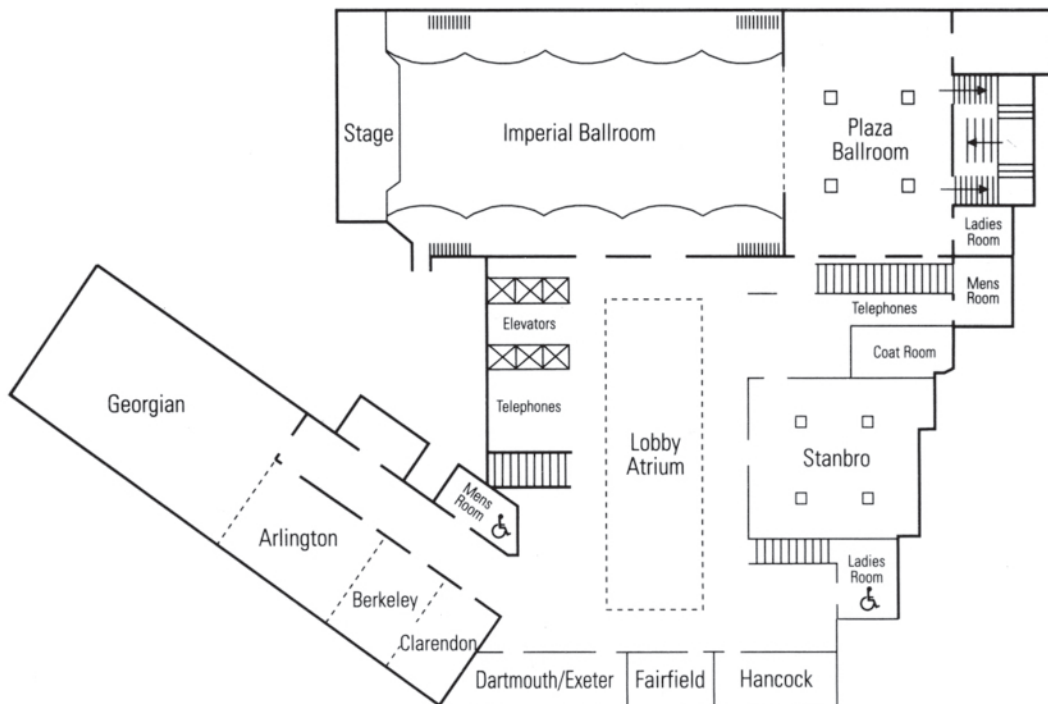 Stage
Imperial Ballroom
Plaza
Ballroom
Ladies
Room
Mens
Room
Telephones
Coat Room
Elevators
Telephones
Lobby
Atrium
Stanbro
Georgian
Mens
Room
Arlington
Berkeley
Clarendon
Ladies
Room
Dartmouth/Exeter
Fairfield
Hancock